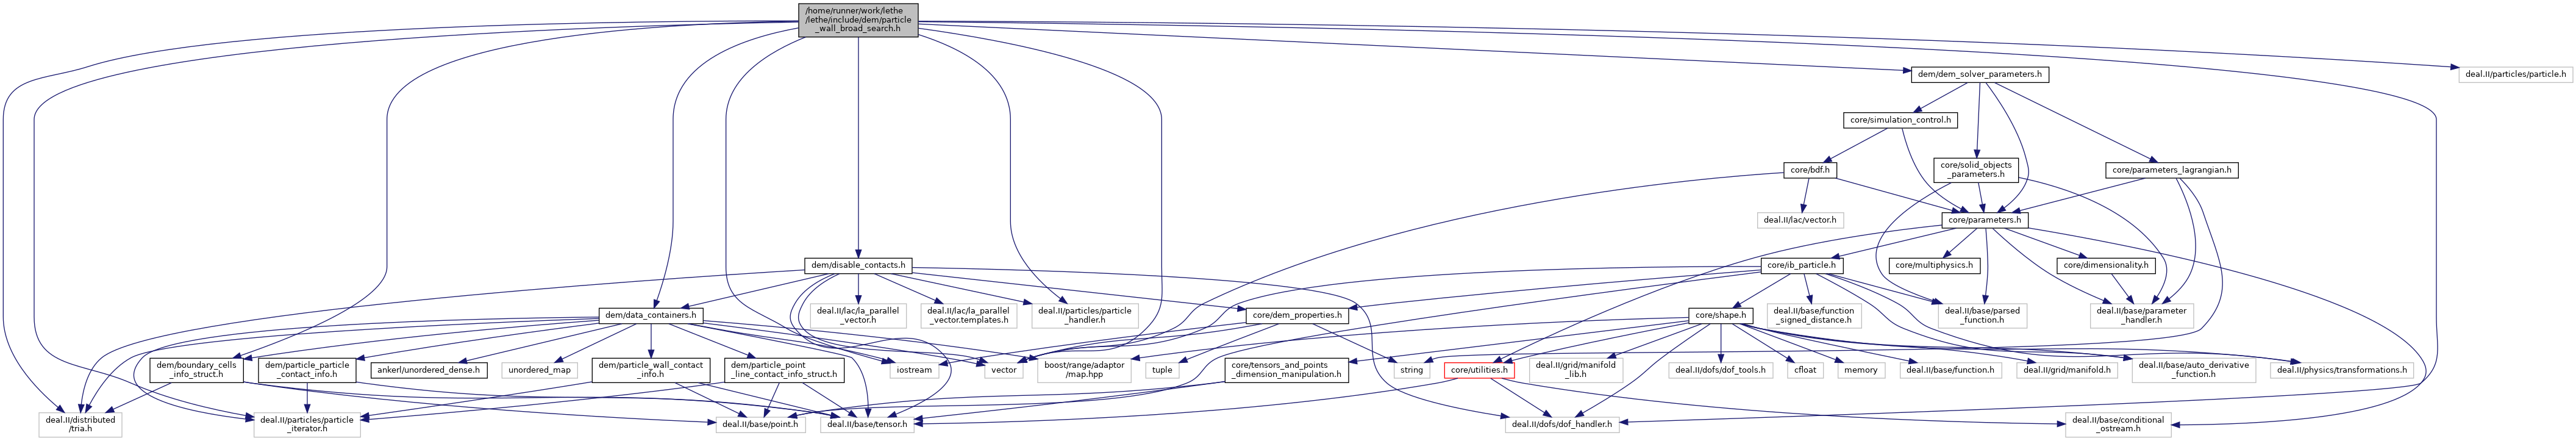 /home/runner/work/lethe
/lethe/include/dem/particle
_wall_broad_search.h
dem/dem_solver_parameters.h
deal.II/particles/particle.h
core/simulation_control.h
core/bdf.h
core/solid_objects
_parameters.h
core/parameters_lagrangian.h
deal.II/lac/vector.h
core/parameters.h
dem/disable_contacts.h
core/ib_particle.h
core/multiphysics.h
core/dimensionality.h
dem/data_containers.h
deal.II/lac/la_parallel
_vector.h
deal.II/lac/la_parallel
_vector.templates.h
deal.II/particles/particle
_handler.h
core/dem_properties.h
core/shape.h
deal.II/base/function
_signed_distance.h
deal.II/base/parsed
_function.h
deal.II/base/parameter
_handler.h
dem/boundary_cells
_info_struct.h
dem/particle_particle
_contact_info.h
ankerl/unordered_dense.h
unordered_map
dem/particle_wall_contact
_info.h
dem/particle_point
_line_contact_info_struct.h
iostream
vector
boost/range/adaptor
/map.hpp
tuple
core/tensors_and_points
_dimension_manipulation.h
string
core/utilities.h
deal.II/grid/manifold
_lib.h
deal.II/dofs/dof_tools.h
cfloat
memory
deal.II/base/function.h
deal.II/grid/manifold.h
deal.II/base/auto_derivative
_function.h
deal.II/physics/transformations.h
deal.II/distributed
/tria.h
deal.II/particles/particle
_iterator.h
deal.II/base/point.h
deal.II/base/tensor.h
deal.II/dofs/dof_handler.h
deal.II/base/conditional
_ostream.h